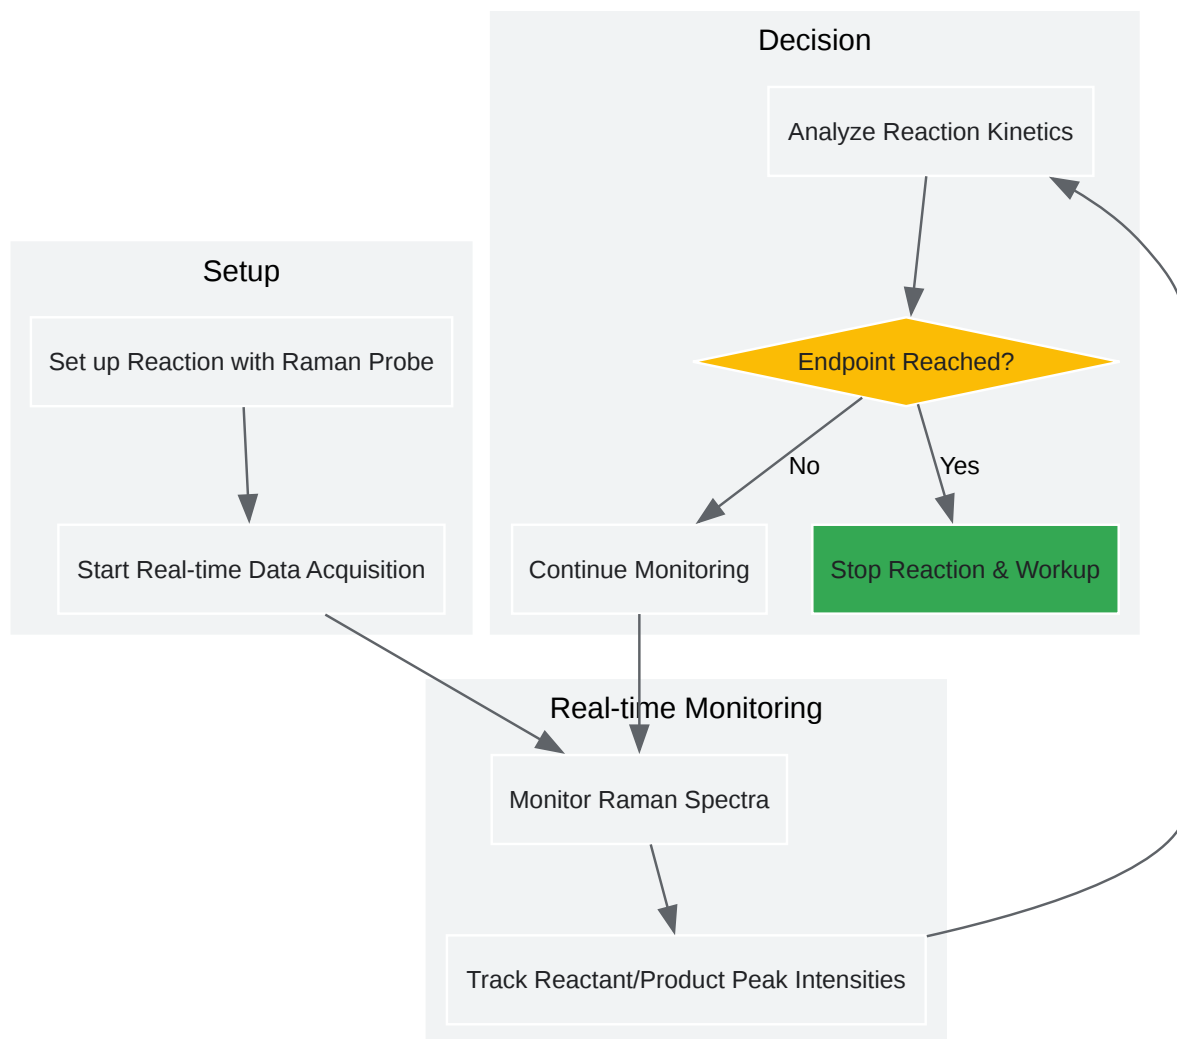 Decision
Analyze Reaction Kinetics
Setup
Set up Reaction with Raman Probe
Endpoint Reached?
No
Yes
Start Real-time Data Acquisition
Continue Monitoring
Stop Reaction & Workup
Real-time Monitoring
Monitor Raman Spectra
Track Reactant/Product Peak Intensities